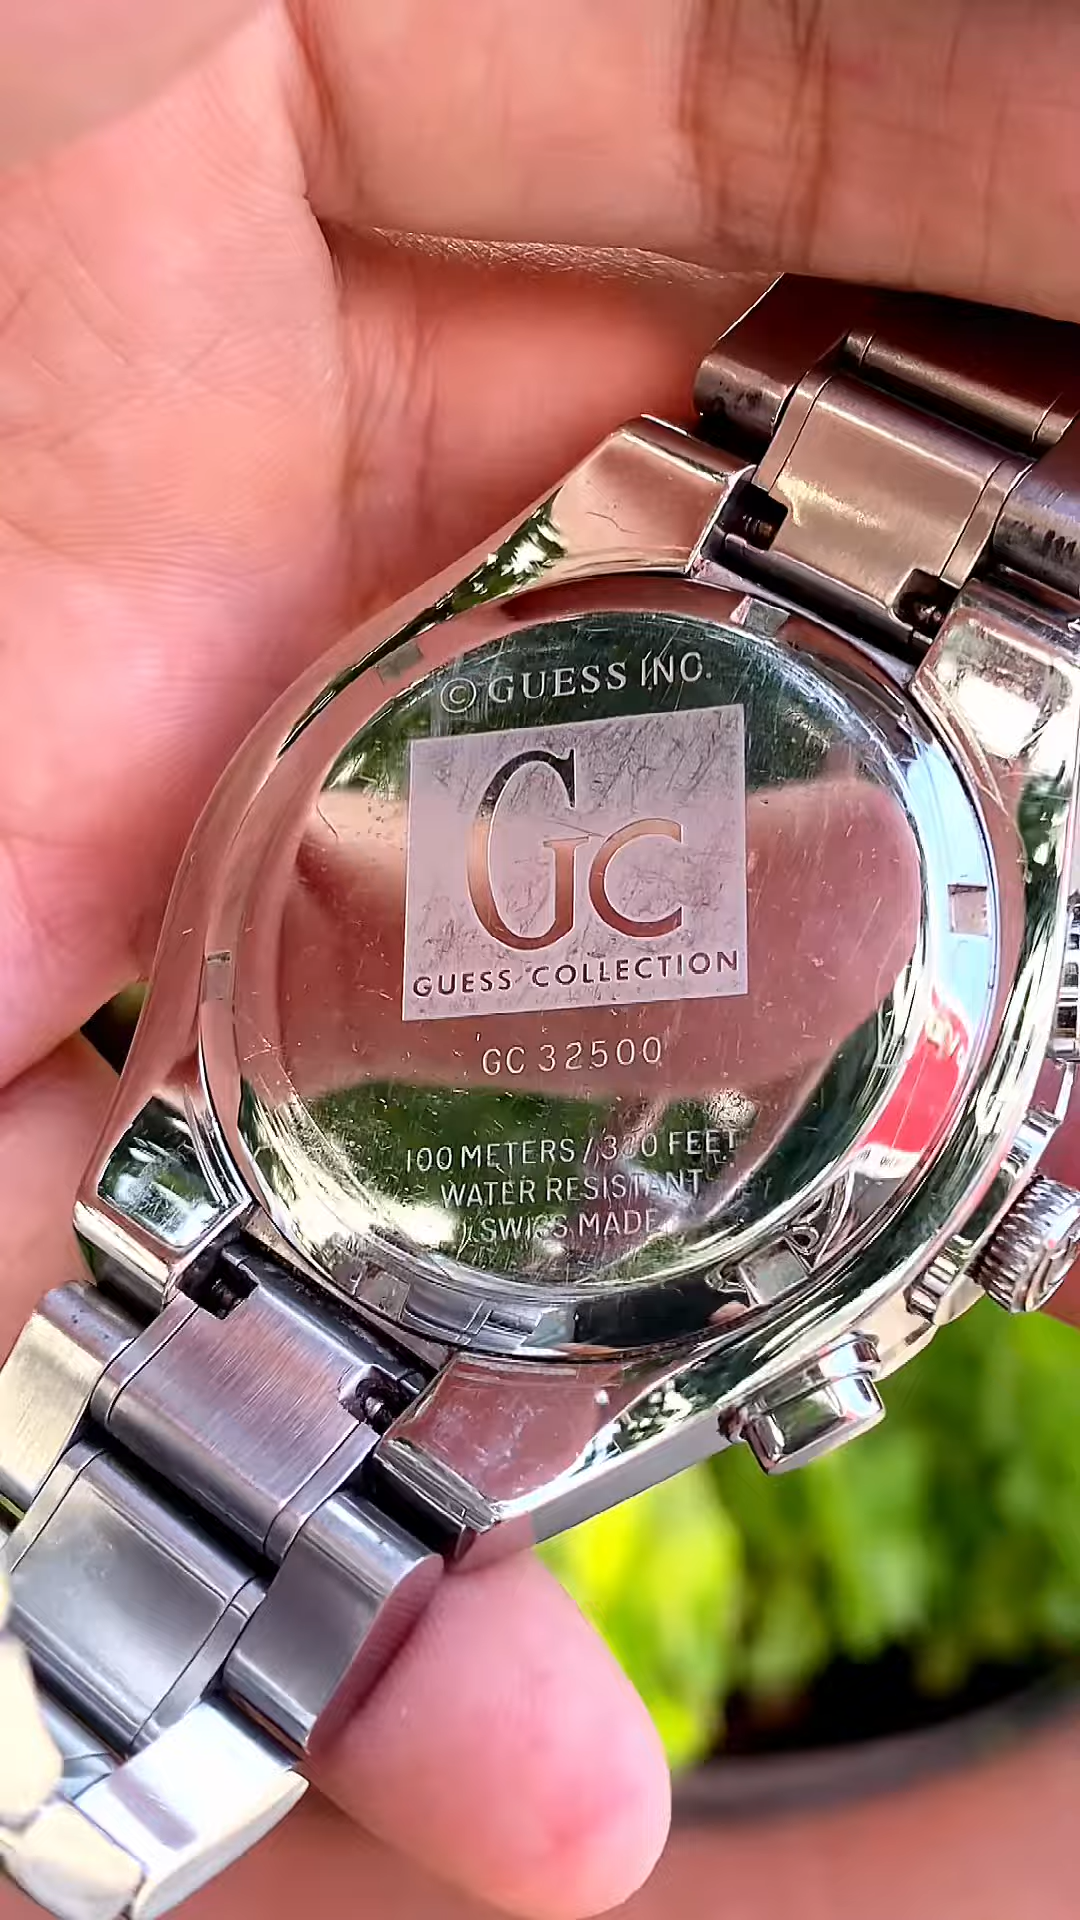 © GUESS INC.
Gc
GUESS COLLECTION
GC 32500
100 METERS / 330 FEET
WATER RESISTANT
SWISS MADE